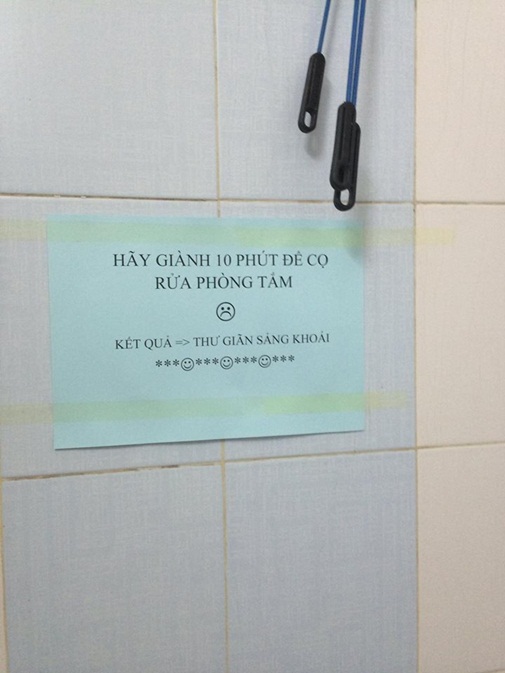 HÃY GIÀNH 10 PHÚT ĐỂ CỌ
RỬA PHÒNG TẮM
☹
KẾT QUẢ => THƯ GIÃN SẢNG KHOÁI
***☺***☺***☺***